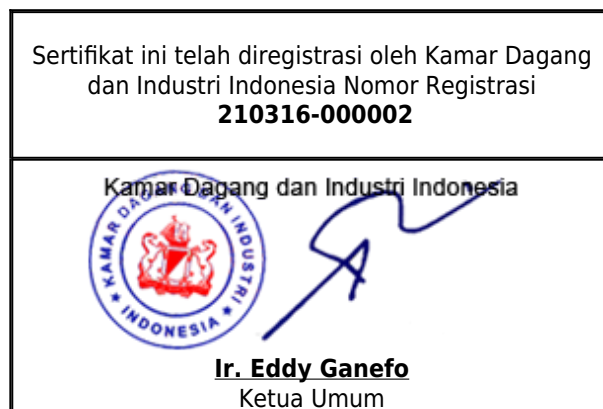 Sertifikat ini telah diregistrasi oleh Kamar Dagang
dan Industri Indonesia Nomor Registrasi
210316-000002
Kamar Dagang dan Industri Indonesia
KAMAR DAGANG DAN INDUSTRI
INDONESIA
Ir. Eddy Ganefo
Ketua Umum